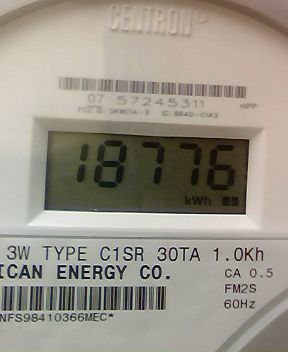 CENTRON
07 57245311
HPP
18776
kWh
3W TYPE C1SR 30TA 1.0Kh
ICAN ENERGY CO.
CA 0.5
FM2S
60Hz
NFS98410366MEC*